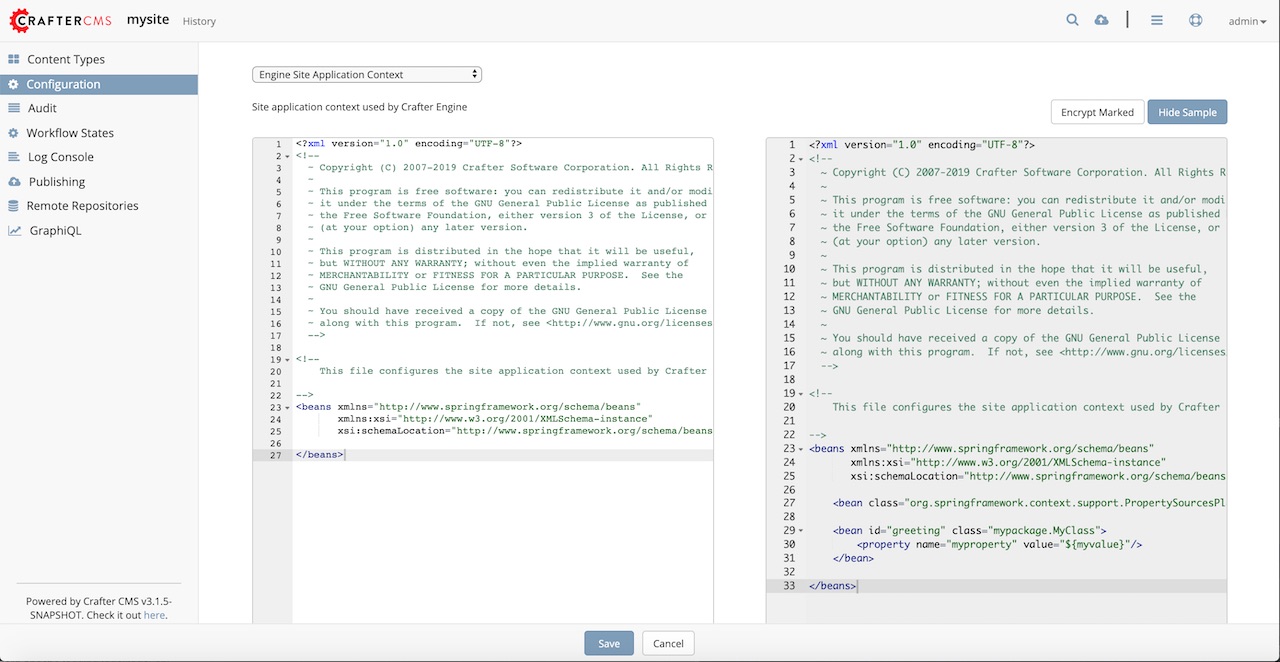 CRAFTERCMS mysite History admin
Content Types
Configuration
Audit
Workflow States
Log Console
Publishing
Remote Repositories
GraphiQL
Powered by Crafter CMS v3.1.5-
SNAPSHOT. Check it out here.
Engine Site Application Context
Site application context used by Crafter Engine
Encrypt Marked
Hide Sample
1 <?xml version="1.0" encoding="UTF-8"?>
2 <!--
3 - Copyright (C) 2007-2019 Crafter Software Corporation. All Rights R
4 -
5 - This program is free software: you can redistribute it and/or modi
6 - it under the terms of the GNU General Public License as published
7 - the Free Software Foundation, either version 3 of the License, or
8 - (at your option) any later version.
9 -
10 - This program is distributed in the hope that it will be useful,
11 - but WITHOUT ANY WARRANTY; without even the implied warranty of
12 - MERCHANTABILITY or FITNESS FOR A PARTICULAR PURPOSE.  See the
13 - GNU General Public License for more details.
14 -
15 - You should have received a copy of the GNU General Public License
16 - along with this program.  If not, see <http://www.gnu.org/licenses
17 -->
18
19 <!--
20 This file configures the site application context used by Crafter
21
22 -->
23 <beans xmlns="http://www.springframework.org/schema/beans"
24 xmlns:xsi="http://www.w3.org/2001/XMLSchema-instance"
25 xsi:schemaLocation="http://www.springframework.org/schema/beans
26
27 </beans>
1 <?xml version="1.0" encoding="UTF-8"?>
2 <!--
3 ~ Copyright (C) 2007-2019 Crafter Software Corporation. All Rights R
4 ~
5 ~ This program is free software: you can redistribute it and/or modi
6 ~ it under the terms of the GNU General Public License as published
7 ~ the Free Software Foundation, either version 3 of the License, or
8 ~ (at your option) any later version.
9 ~
10 ~ This program is distributed in the hope that it will be useful,
11 ~ but WITHOUT ANY WARRANTY; without even the implied warranty of
12 ~ MERCHANTABILITY or FITNESS FOR A PARTICULAR PURPOSE.  See the
13 ~ GNU General Public License for more details.
14 ~
15 ~ You should have received a copy of the GNU General Public License
16 ~ along with this program.  If not, see <http://www.gnu.org/licenses
17 -->
18
19 <!--
20 This file configures the site application context used by Crafter
21
22 -->
23 <beans xmlns="http://www.springframework.org/schema/beans"
24 xmlns:xsi="http://www.w3.org/2001/XMLSchema-instance"
25 xsi:schemaLocation="http://www.springframework.org/schema/beans
26
27 <bean class="org.springframework.context.support.PropertySourcesPl
28
29 <bean id="greeting" class="mypackage.MyClass">
30 <property name="myproperty" value="${myvalue}"/>
31 </bean>
32
33 </beans>
Save
Cancel